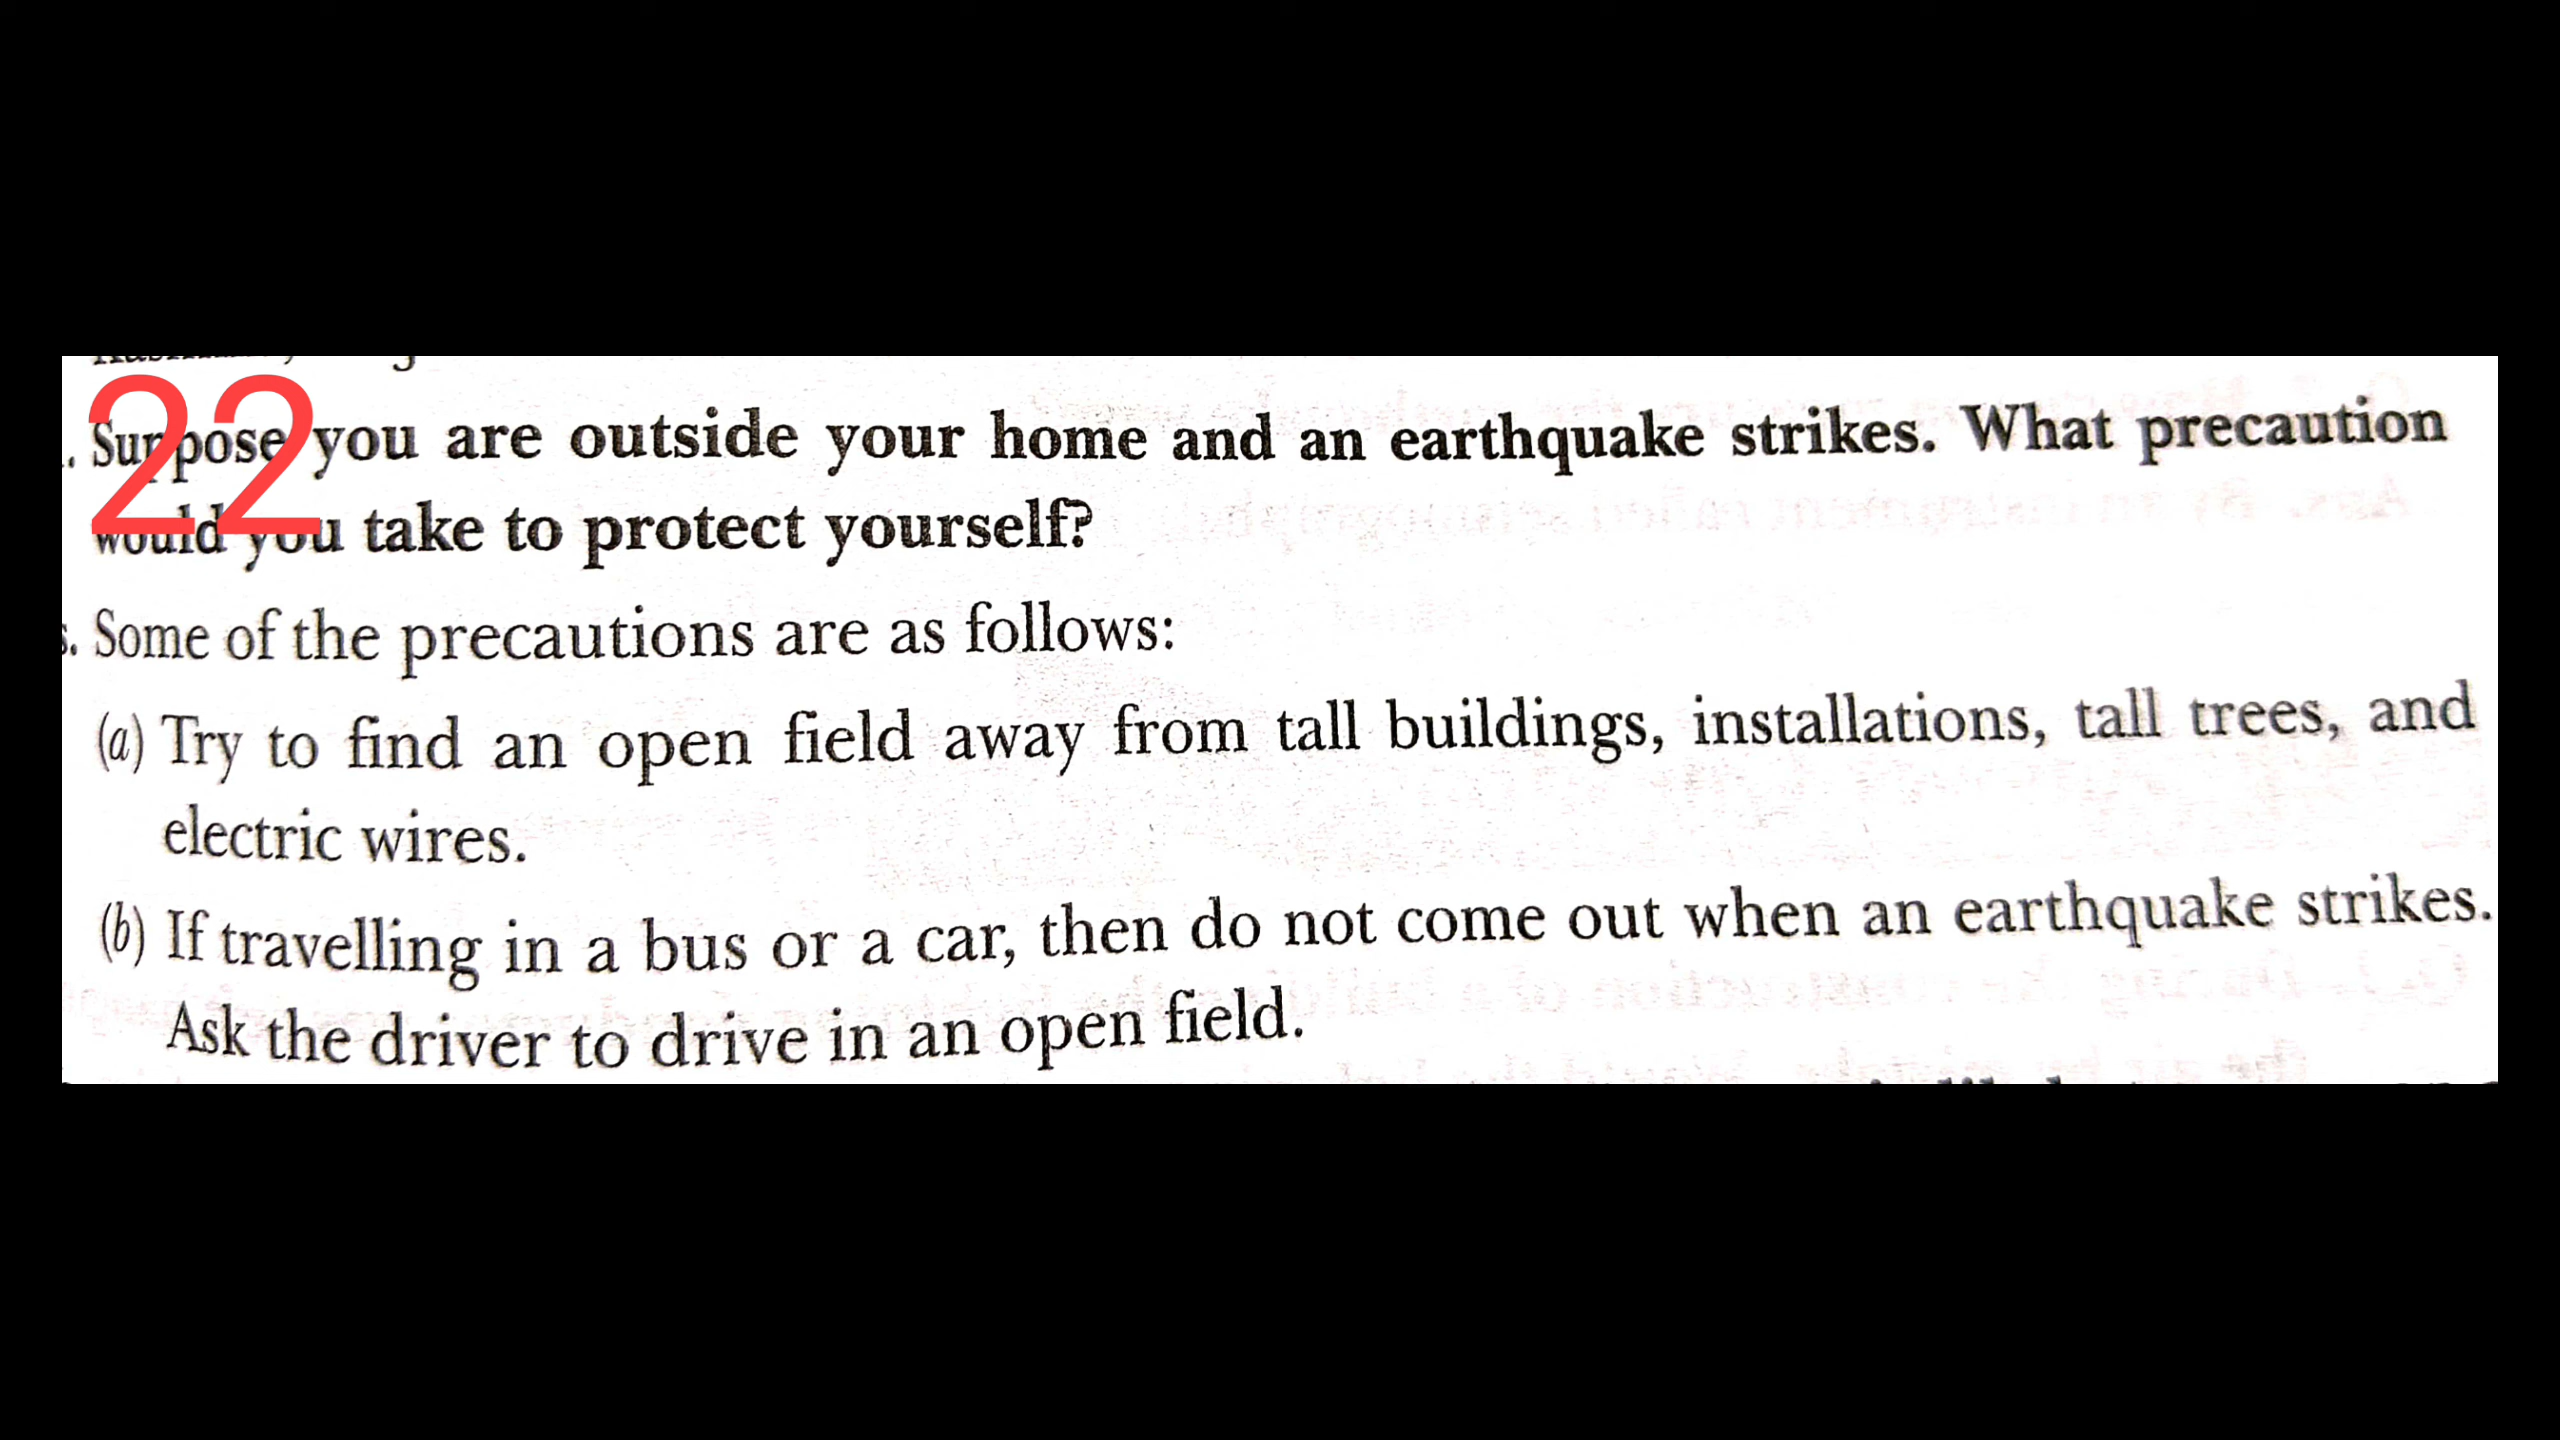 22
. Suppose you are outside your home and an earthquake strikes. What precaution
would you take to protect yourself?
s. Some of the precautions are as follows:
(a) Try to find an open field away from tall buildings, installations, tall trees, and
electric wires.
(b) If travelling in a bus or a car, then do not come out when an earthquake strikes.
Ask the driver to drive in an open field.